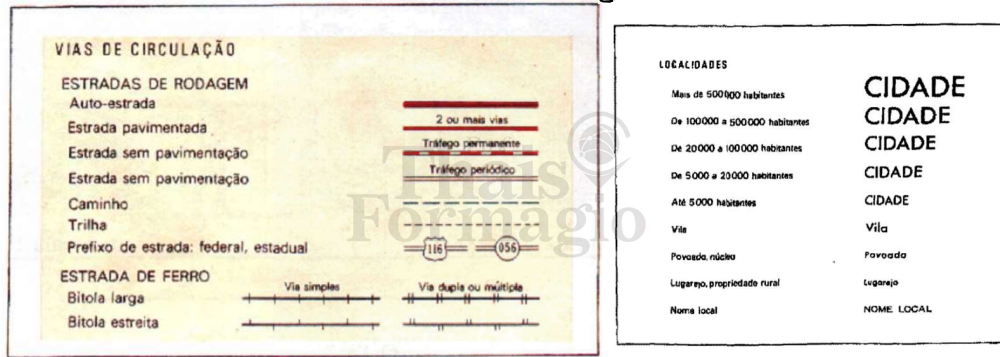 VIAS DE CIRCULAÇÃO
ESTRADAS DE RODAGEM
Auto-estrada
Estrada pavimentada 2 ou mais vias
Estrada sem pavimentação Tráfego permanente
Estrada sem pavimentação Tráfego periódico
Caminho
Trilha
Prefixo de estrada: federal, estadual 116 056
ESTRADA DE FERRO
Bitola larga Via simples Via dupla ou múltipla
Bitola estreita
LOCALIDADES
Mais de 500000 habitantes CIDADE
De 100000 a 500000 habitantes CIDADE
De 20000 a 100000 habitantes CIDADE
De 5000 a 20000 habitantes CIDADE
Até 5000 habitantes CIDADE
Vila Vila
Povoado, núcleo Povoado
Lugarejo, propriedade rural Lugarejo
Nome local NOME LOCAL
Thais
Formagio